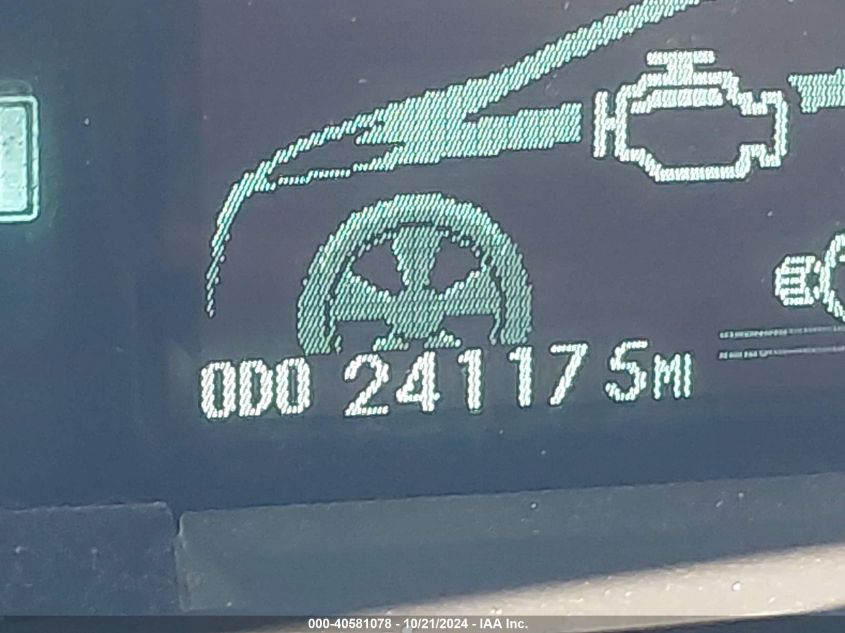 ODO 241175MI
000-40581078 - 10/21/2024 - IAA Inc.